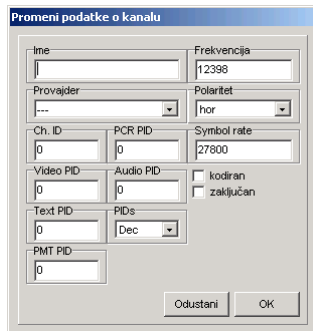 Promeni podatke o kanalu
Ime
Frekvencija
12398
Provajder
Polaritet
---
hor
Ch. ID
PCR PID
Symbol rate
0
0
27800
Video PID
Audio PID
0
0
kodiran
zaključan
Text PID
PIDs
0
Dec
PMT PID
0
Odustani
OK